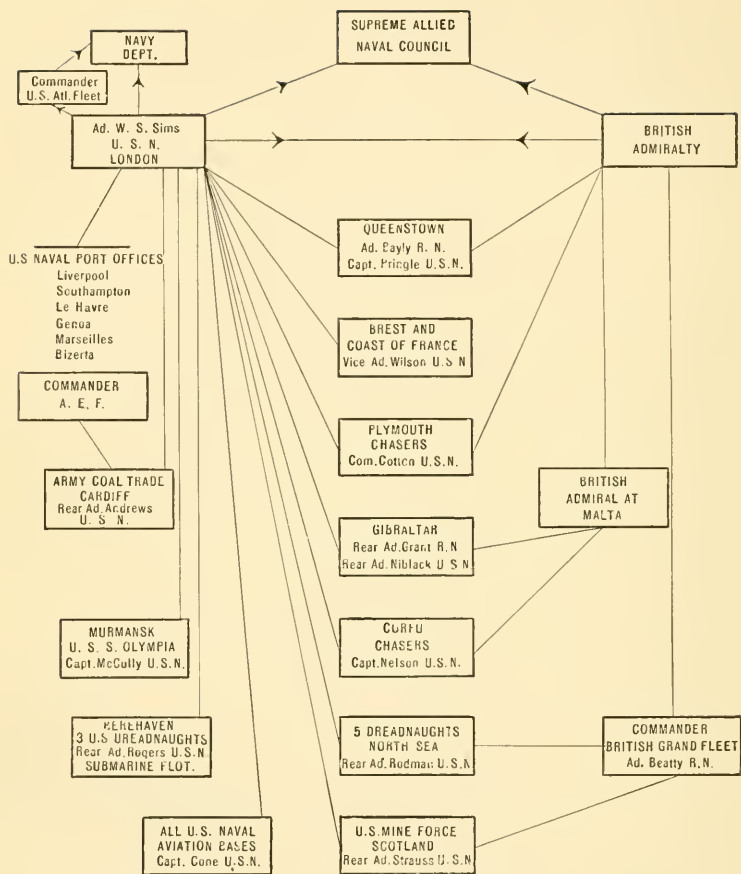 NAVY
DEPT.
SUPREME ALLIED
NAVAL COUNCIL
Commander
U.S. Atl. Fleet
Ad. W. S. Sims
U. S. N.
LONDON
BRITISH
ADMIRALTY
U.S NAVAL PORT OFFICES
Liverpool
Southampton
Le Havre
Genoa
Marseilles
Bizerta
QUEENSTOWN
Ad. Bayly R. N.
Capt. Pringle U.S.N.
BREST AND
COAST OF FRANCE
Vice Ad. Wilson U.S N
COMMANDER
A. E. F.
PLYMOUTH
CHASERS
Com. Cotton U.S.N.
ARMY COAL TRADE
CARDIFF
Rear Ad. Andrews
U. S N.
BRITISH
ADMIRAL AT
MALTA
GIBRALTAR
Rear Ad. Grant R.N
Rear Ad. Niblack U S N
MURMANSK
U. S. S. OLYMPIA
Capt. McCully U.S.N.
CORFU
CHASERS
Capt. Nelson U.S.N.
BEREHAVEN
3 U.S DREADNAUGHTS
Rear Ad. Rogers U.S.N.
SUBMARINE FLOT.
5 DREADNAUGHTS
NORTH SEA
Rear Ad. Rodman U.S.N
COMMANDER
BRITISH GRAND FLEET
Ad. Beatty R.N.
ALL U.S. NAVAL
AVIATION BASES
Capt. Cone U.S.N.
U.S. MINE FORCE
SCOTLAND
Rear Ad. Strauss U.S.N